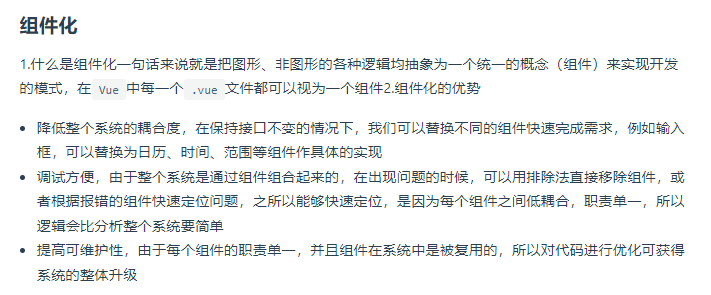 组件化
1.什么是组件化一句话来说就是把图形、非图形的各种逻辑均抽象为一个统一的概念（组件）来实现开发
的模式，在 Vue 中每一个 .vue 文件都可以视为一个组件2.组件化的优势
• 降低整个系统的耦合度，在保持接口不变的情况下，我们可以替换不同的组件快速完成需求，例如输入
框，可以替换为日历、时间、范围等组件作具体的实现
• 调试方便，由于整个系统是通过组件组合起来的，在出现问题的时候，可以用排除法直接移除组件，或
者根据报错的组件快速定位问题，之所以能够快速定位，是因为每个组件之间低耦合，职责单一，所以
逻辑会比分析整个系统要简单
• 提高可维护性，由于每个组件的职责单一，并且组件在系统中是被复用的，所以对代码进行优化可获得
系统的整体升级